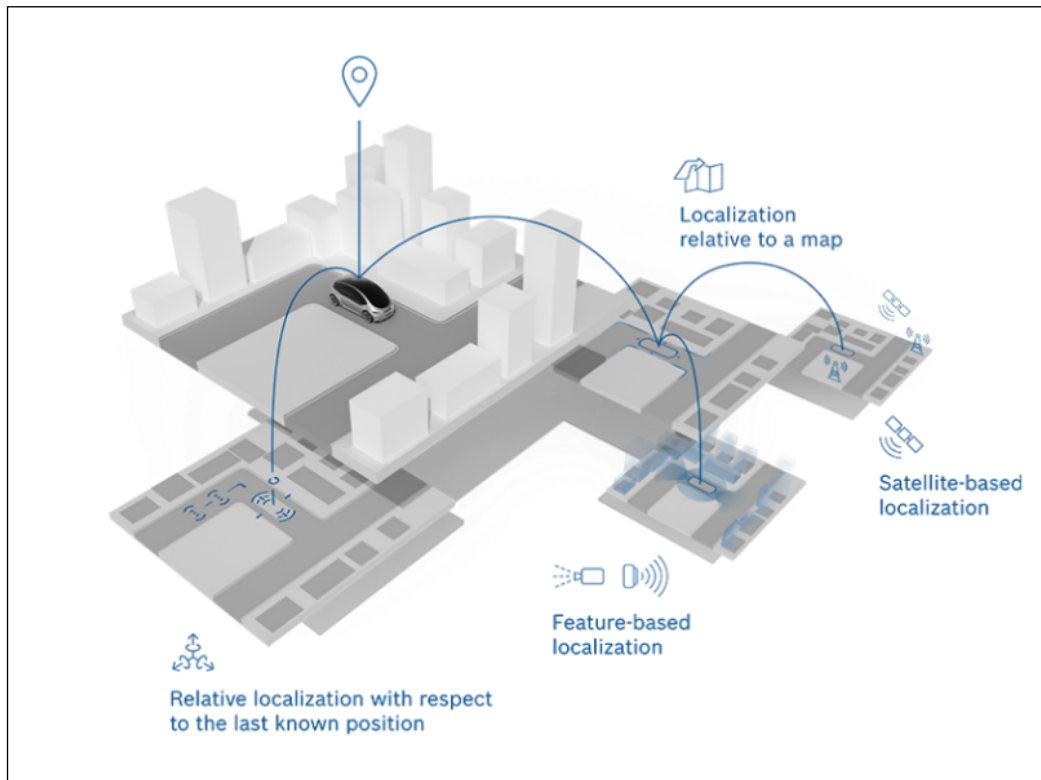 Localization
relative to a map
Satellite-based
localization
Feature-based
localization
Relative localization with respect
to the last known position